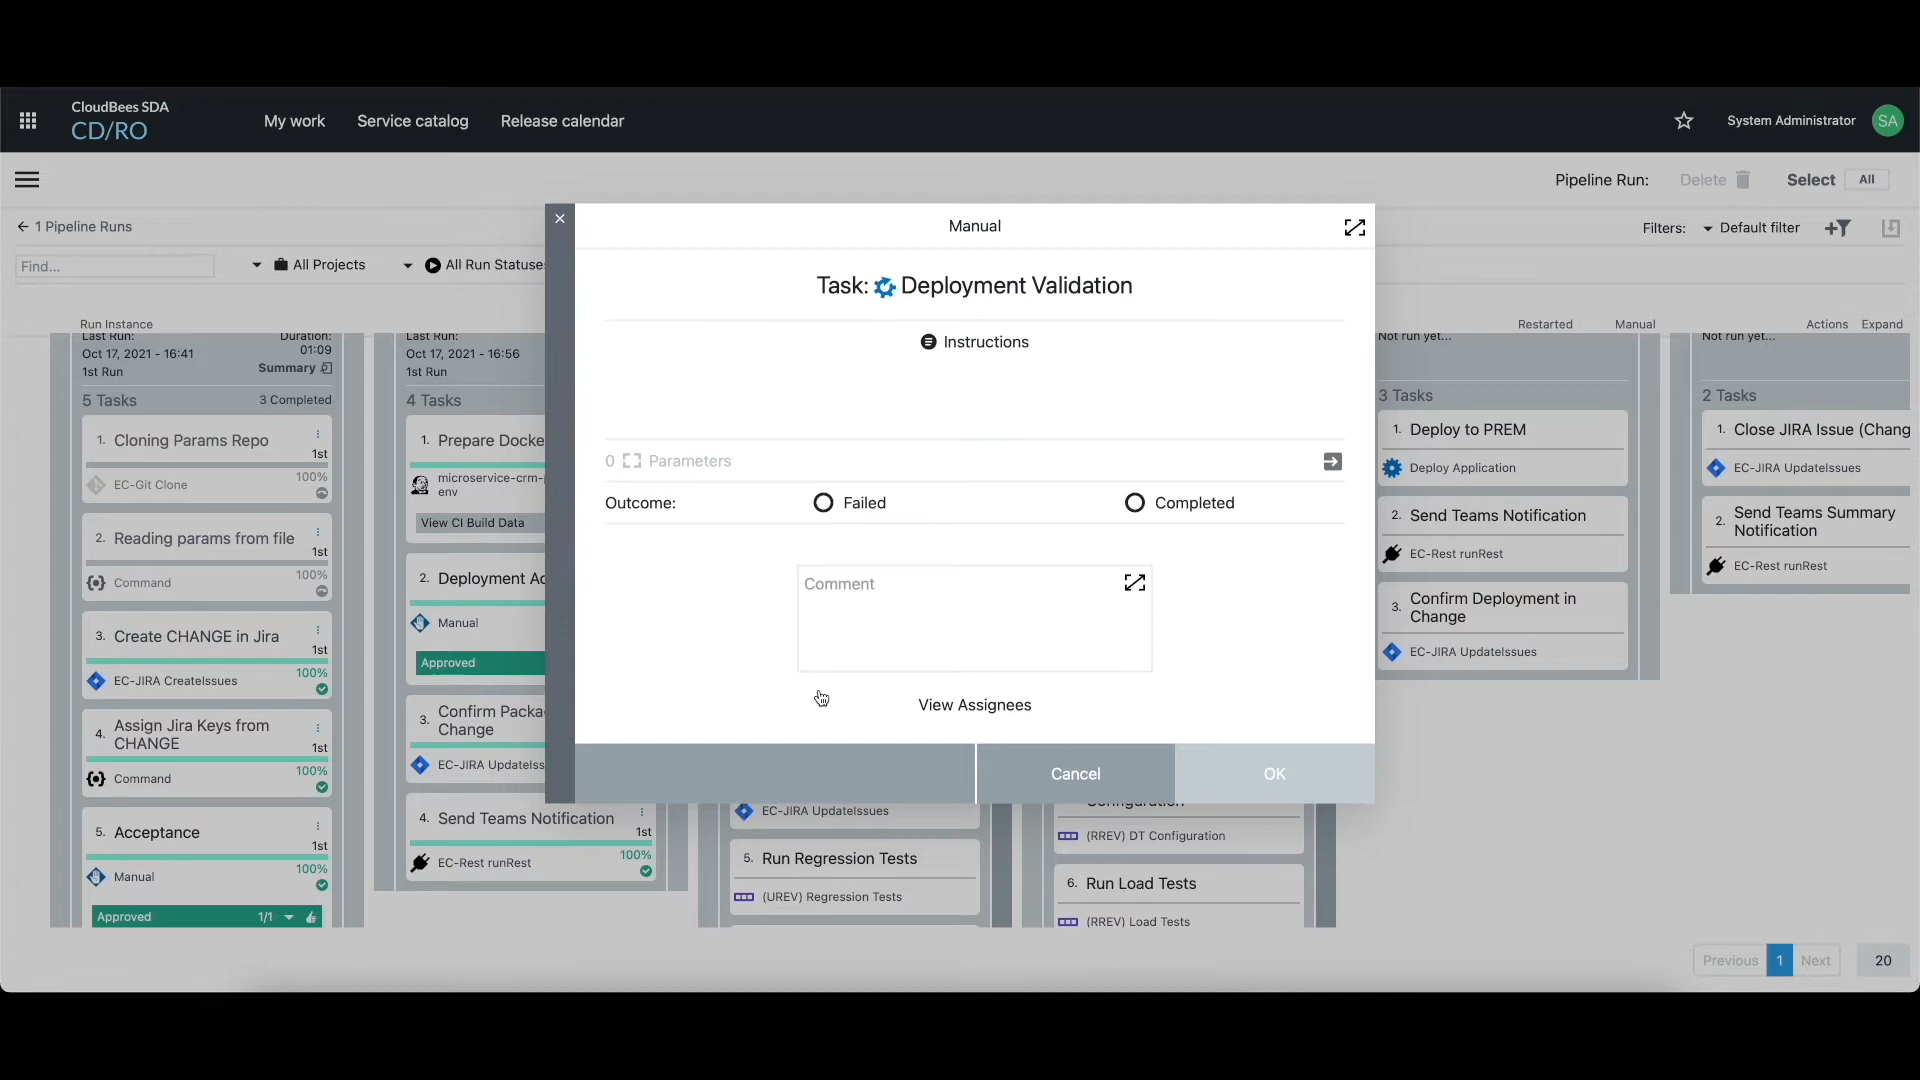 CloudBees SDA
CD/RO
My work
Service catalog
Release calendar
System Administrator
SA
Pipeline Run:
Delete
Select
All
1 Pipeline Runs
Filters:
Default filter
Find...
All Projects
All Run Statuse
Run Instance
Restarted
Manual
Actions
Expand
Last Run:
Duration:
Oct 17, 2021 - 16:41
01:09
1st Run
Summary
5 Tasks
3 Completed
1. Cloning Params Repo
1st
EC-Git Clone
100%
2. Reading params from file
1st
Command
100%
3. Create CHANGE in Jira
1st
EC-JIRA CreateIssues
100%
4. Assign Jira Keys from
CHANGE
1st
Command
100%
5. Acceptance
1st
Manual
100%
Approved
1/1
Last Run:
Oct 17, 2021 - 16:56
1st Run
4 Tasks
1. Prepare Docke
microservice-crm-
env
View CI Build Data
2. Deployment Ac
Manual
Approved
3. Confirm Packa
Change
EC-JIRA UpdateIss
4. Send Teams Notification
1st
EC-Rest runRest
100%
Manual
Task: Deployment Validation
Instructions
0 Parameters
Outcome:
Failed
Completed
Comment
View Assignees
Cancel
OK
EC-JIRA UpdateIssues
5. Run Regression Tests
(UREV) Regression Tests
Configuration
(RREV) DT Configuration
6. Run Load Tests
(RREV) Load Tests
Not run yet...
3 Tasks
1. Deploy to PREM
Deploy Application
2. Send Teams Notification
EC-Rest runRest
3. Confirm Deployment in
Change
EC-JIRA UpdateIssues
Not run yet...
2 Tasks
1. Close JIRA Issue (Chang
EC-JIRA UpdateIssues
2. Send Teams Summary
Notification
EC-Rest runRest
Previous
1
Next
20